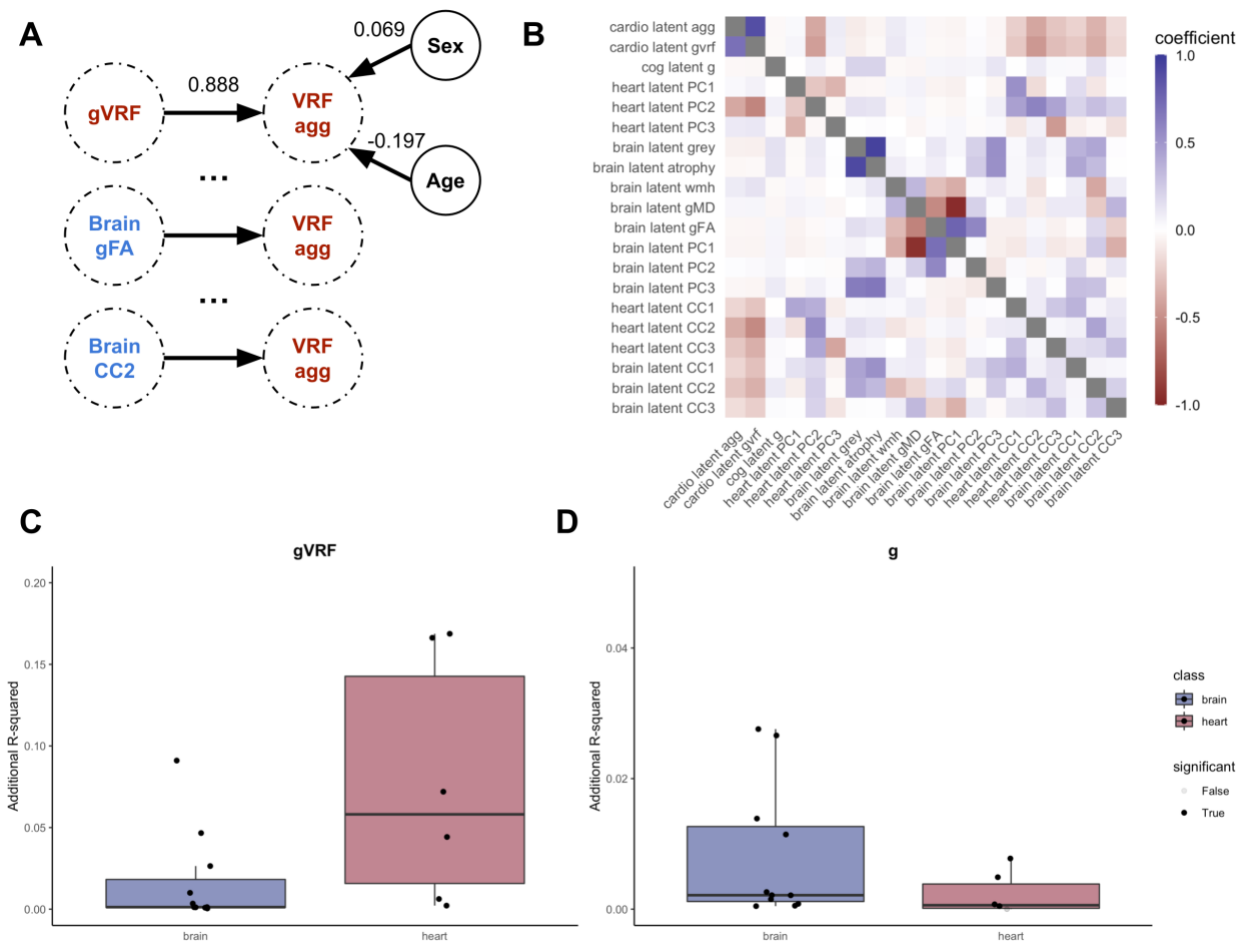 A
0.069
Sex
0.888
gVRF
VRF
agg
-0.197
Age
...
Brain
gFA
VRF
agg
...
Brain
CC2
VRF
agg
B
cardio latent agg
cardio latent gvrf
cog latent g
heart latent PC1
heart latent PC2
heart latent PC3
brain latent grey
brain latent atrophy
brain latent wmh
brain latent gMD
brain latent gFA
brain latent PC1
brain latent PC2
brain latent PC3
heart latent CC1
heart latent CC2
heart latent CC3
brain latent CC1
brain latent CC2
brain latent CC3
cardio latent agg
cardio latent gvrf
cog latent g
heart latent PC1
heart latent PC2
heart latent PC3
brain latent grey
brain latent atrophy
brain latent wmh
brain latent gMD
brain latent gFA
brain latent PC1
brain latent PC2
brain latent PC3
heart latent CC1
heart latent CC2
heart latent CC3
brain latent CC1
brain latent CC2
brain latent CC3
coefficient
1.0
0.5
0.0
-0.5
-1.0
C
gVRF
Additional R-squared
0.20
0.15
0.10
0.05
0.00
brain
heart
D
g
Additional R-squared
0.04
0.02
0.00
brain
heart
class
brain
heart
significant
False
True